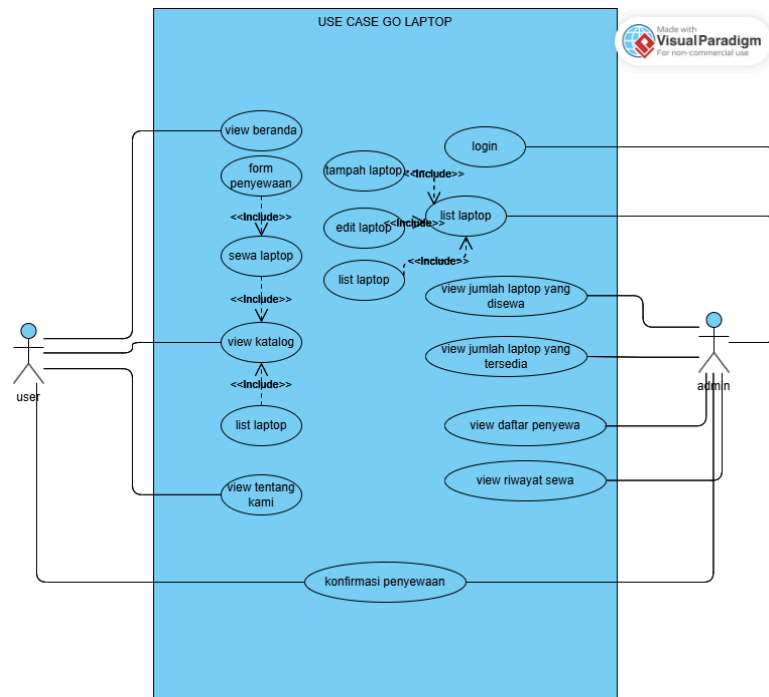 USE CASE GO LAPTOP
Made with
VisualParadigm
For non-commercial use
view beranda
form
penyewaan
<<Include>>
sewa laptop
<<Include>>
view katalog
<<Include>>
list laptop
view tentang
kami
tampah laptop
<<Include>>
edit laptop
<<Include>>
list laptop
<<Include>>
list laptop
login
view jumlah laptop yang
disewa
view jumlah laptop yang
tersedia
view daftar penyewa
view riwayat sewa
konfirmasi penyewaan
user
admin